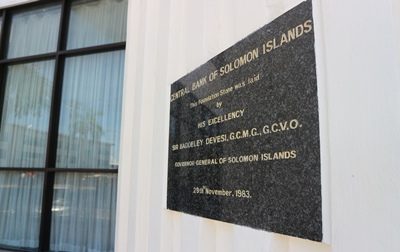 CENTRAL BANK OF SOLOMON ISLANDS
This Foundation Stone was laid
by
HIS EXCELLENCY
SIR BADDELEY DEVESI, G.C.M.G., G.C.V.O.
GOVERNOR-GENERAL OF SOLOMON ISLANDS
29th November, 1983.